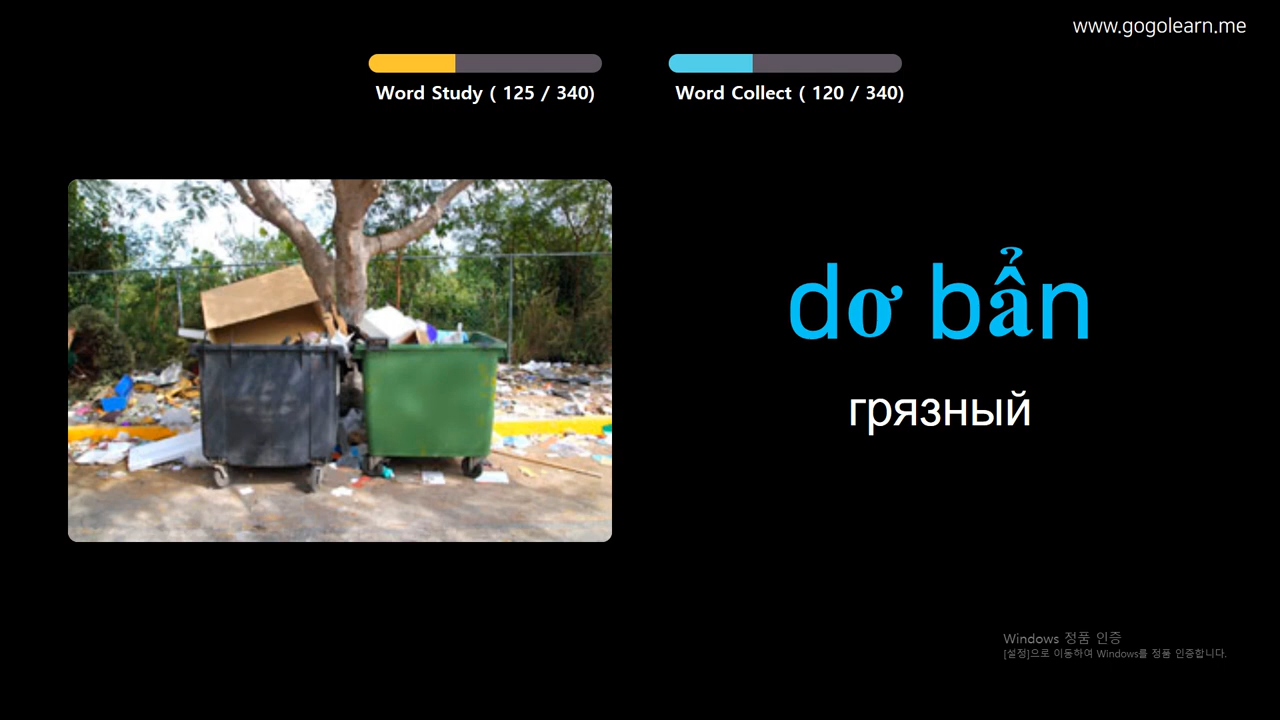 www.gogolearn.me
Word Study ( 125 / 340)
Word Collect ( 120 / 340)
dơ bẩn
грязный
Windows 정품 인증
[설정]으로 이동하여 Windows를 정품 인증합니다.